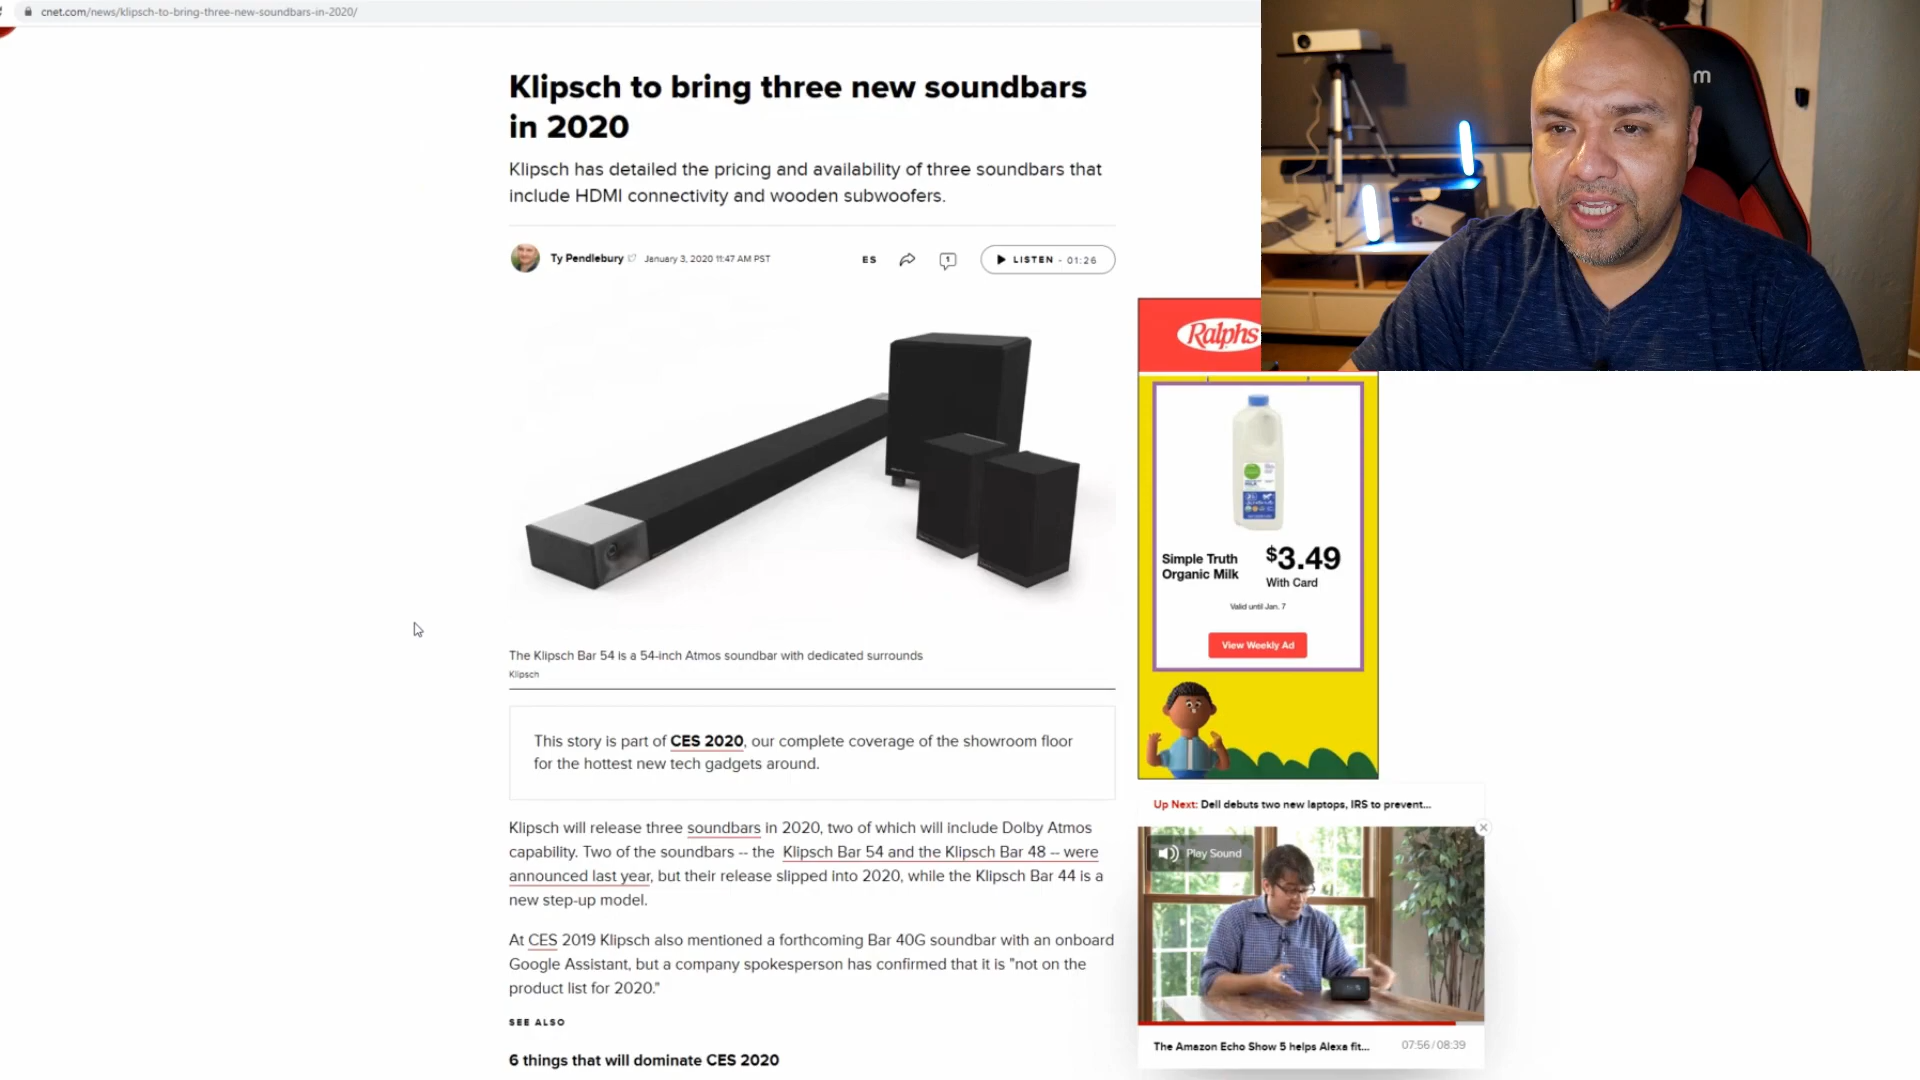 cnet.com/news/klipsch-to-bring-three-new-soundbars-in-2020/
Klipsch to bring three new soundbars
in 2020
Klipsch has detailed the pricing and availability of three soundbars that
include HDMI connectivity and wooden subwoofers.
Ty Pendlebury January 3, 2020 11:47 AM PST
ES
1
LISTEN - 01:26
The Klipsch Bar 54 is a 54-inch Atmos soundbar with dedicated surrounds
Klipsch
This story is part of CES 2020, our complete coverage of the showroom floor
for the hottest new tech gadgets around.
Klipsch will release three soundbars in 2020, two of which will include Dolby Atmos
capability. Two of the soundbars -- the Klipsch Bar 54 and the Klipsch Bar 48 -- were
announced last year, but their release slipped into 2020, while the Klipsch Bar 44 is a
new step-up model.
At CES 2019 Klipsch also mentioned a forthcoming Bar 40G soundbar with an onboard
Google Assistant, but a company spokesperson has confirmed that it is "not on the
product list for 2020."
SEE ALSO
6 things that will dominate CES 2020
m
Ralphs
Simple Truth
Organic Milk
$3.49
With Card
Valid until Jan. 7
View Weekly Ad
Up Next: Dell debuts two new laptops, IRS to prevent...
Play Sound
The Amazon Echo Show 5 helps Alexa fit...
07:56/08:39